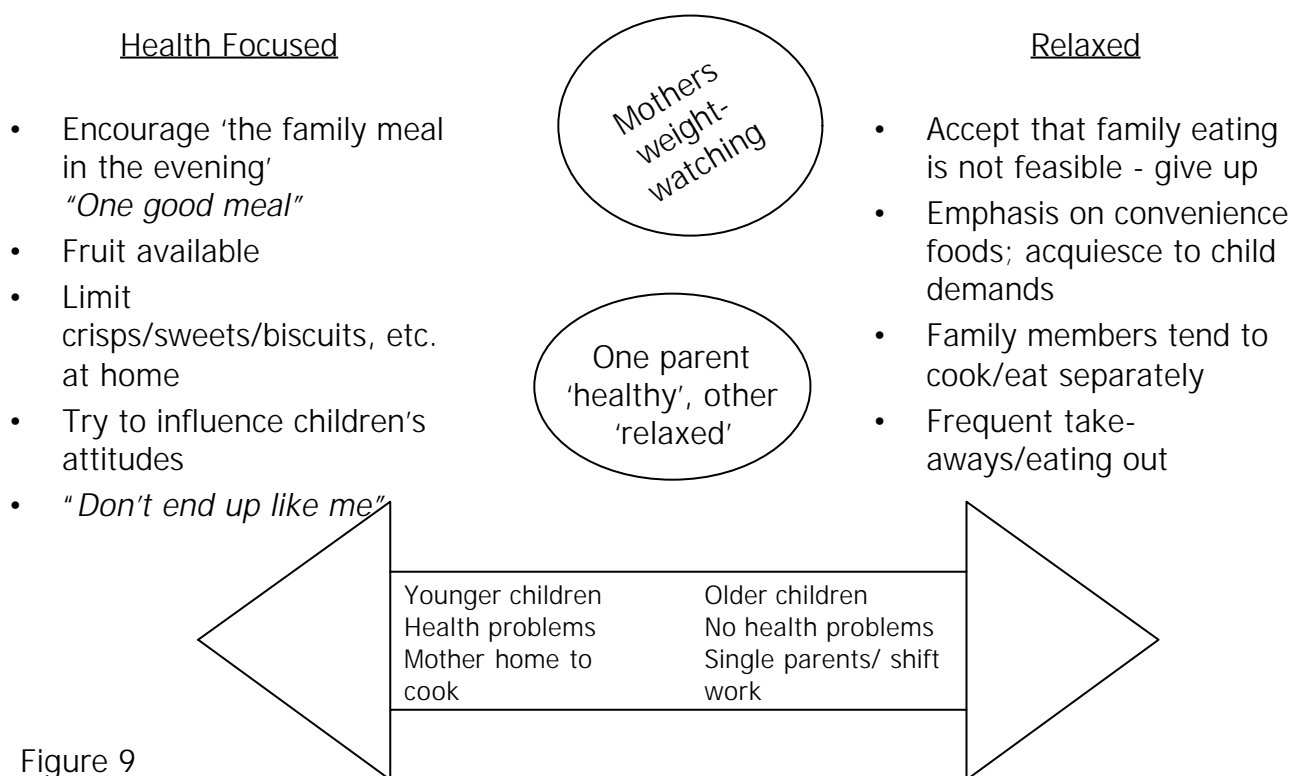 Health Focused
• Encourage ‘the family meal
in the evening’
“One good meal”
• Fruit available
• Limit
crisps/sweets/biscuits, etc.
at home
• Try to influence children’s
attitudes
• “Don’t end up like me”
Mothers
weight-
watching
One parent
‘healthy’, other
‘relaxed’
Relaxed
• Accept that family eating
is not feasible - give up
• Emphasis on convenience
foods; acquiesce to child
demands
• Family members tend to
cook/eat separately
• Frequent take-
aways/eating out
Younger children
Health problems
Mother home to
cook
Older children
No health problems
Single parents/ shift
work
Figure 9